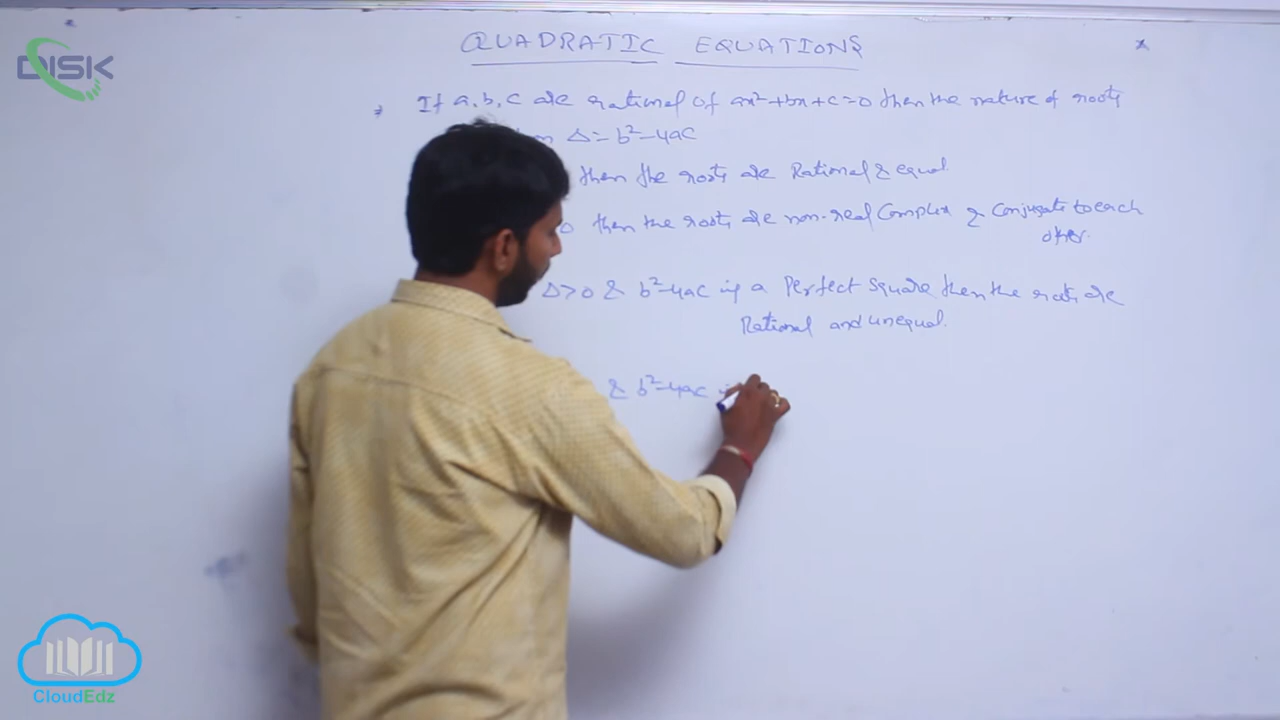 DISK
QUADRATIC EQUATIONS
* If a, b, c are rational of ax²+bx+c=0 then the nature of roots
Δ = b²-4ac
then the roots are Rational & equal
0 then the roots are non-real Complex & Conjugate to each
other.
Δ>0 & b²-4ac is a Perfect Square then the roots are
Rational and unequal.
& b²-4ac
CloudEdz